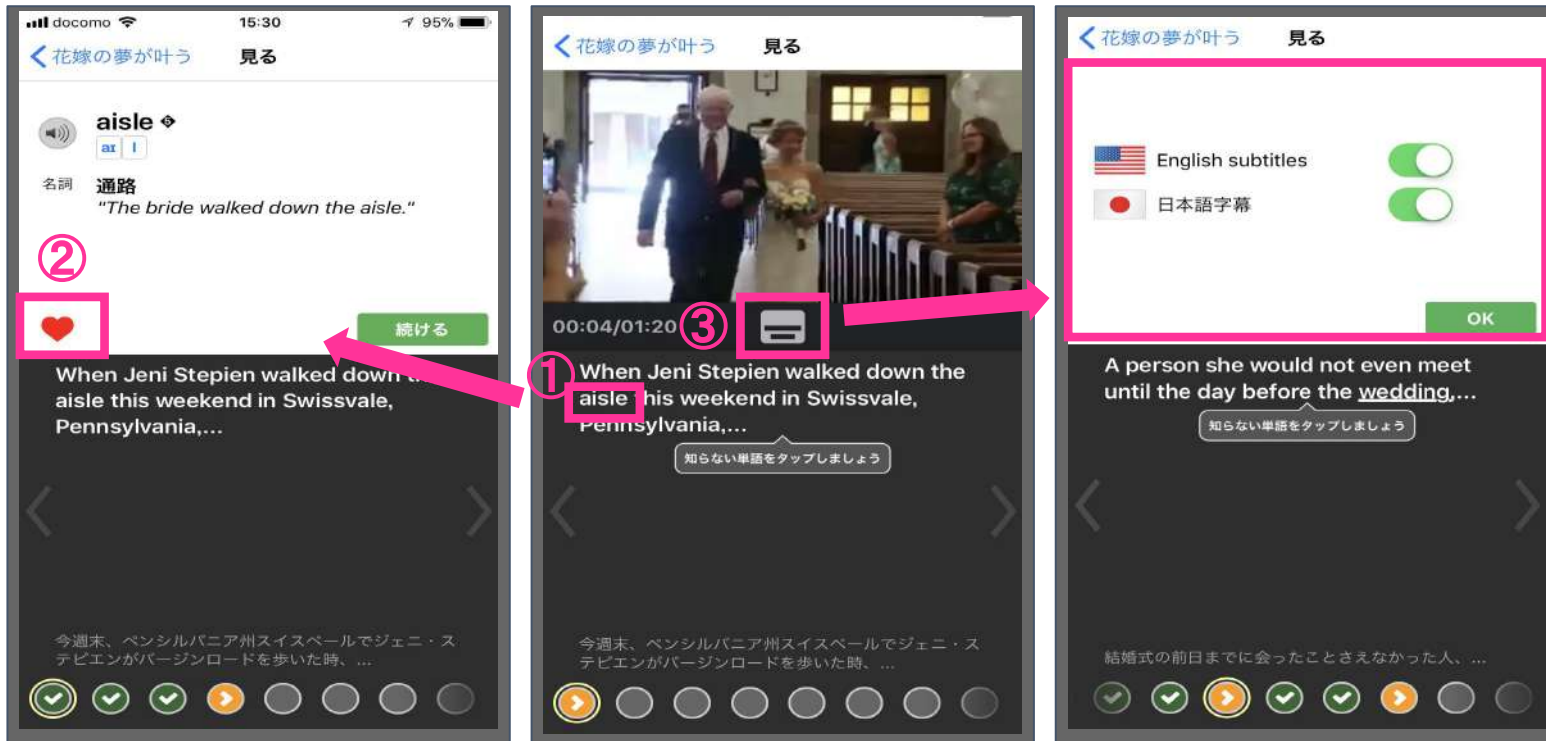 docomo 15:30 95%
花嫁の夢が叶う 見る
aisle
aɪ l
名詞 通路
"The bride walked down the aisle."
②
続ける
When Jeni Stepien walked down
aisle this weekend in Swissvale,
Pennsylvania,...
今週末、ペンシルバニア州スイスベールでジェニ・ス
テピエンがバージンロードを歩いた時、...
花嫁の夢が叶う 見る
00:04/01:20
③
①
When Jeni Stepien walked down the
aisle this weekend in Swissvale,
Pennsylvania,...
知らない単語をタップしましょう
今週末、ペンシルバニア州スイスベールでジェニ・ス
テピエンがバージンロードを歩いた時、...
花嫁の夢が叶う 見る
English subtitles
日本語字幕
OK
A person she would not even meet
until the day before the wedding,...
知らない単語をタップしましょう
結婚式の前日までに会ったことさえなかった人、...